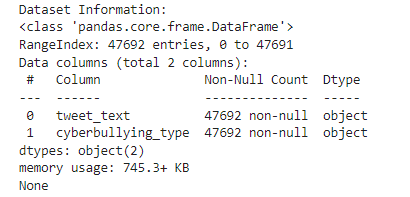 Dataset Information:
<class 'pandas.core.frame.DataFrame'>
RangeIndex: 47692 entries, 0 to 47691
Data columns (total 2 columns):
 #   Column              Non-Null Count  Dtype
---  ------              --------------  -----
 0   tweet_text          47692 non-null  object
 1   cyberbullying_type  47692 non-null  object
dtypes: object(2)
memory usage: 745.3+ KB
None